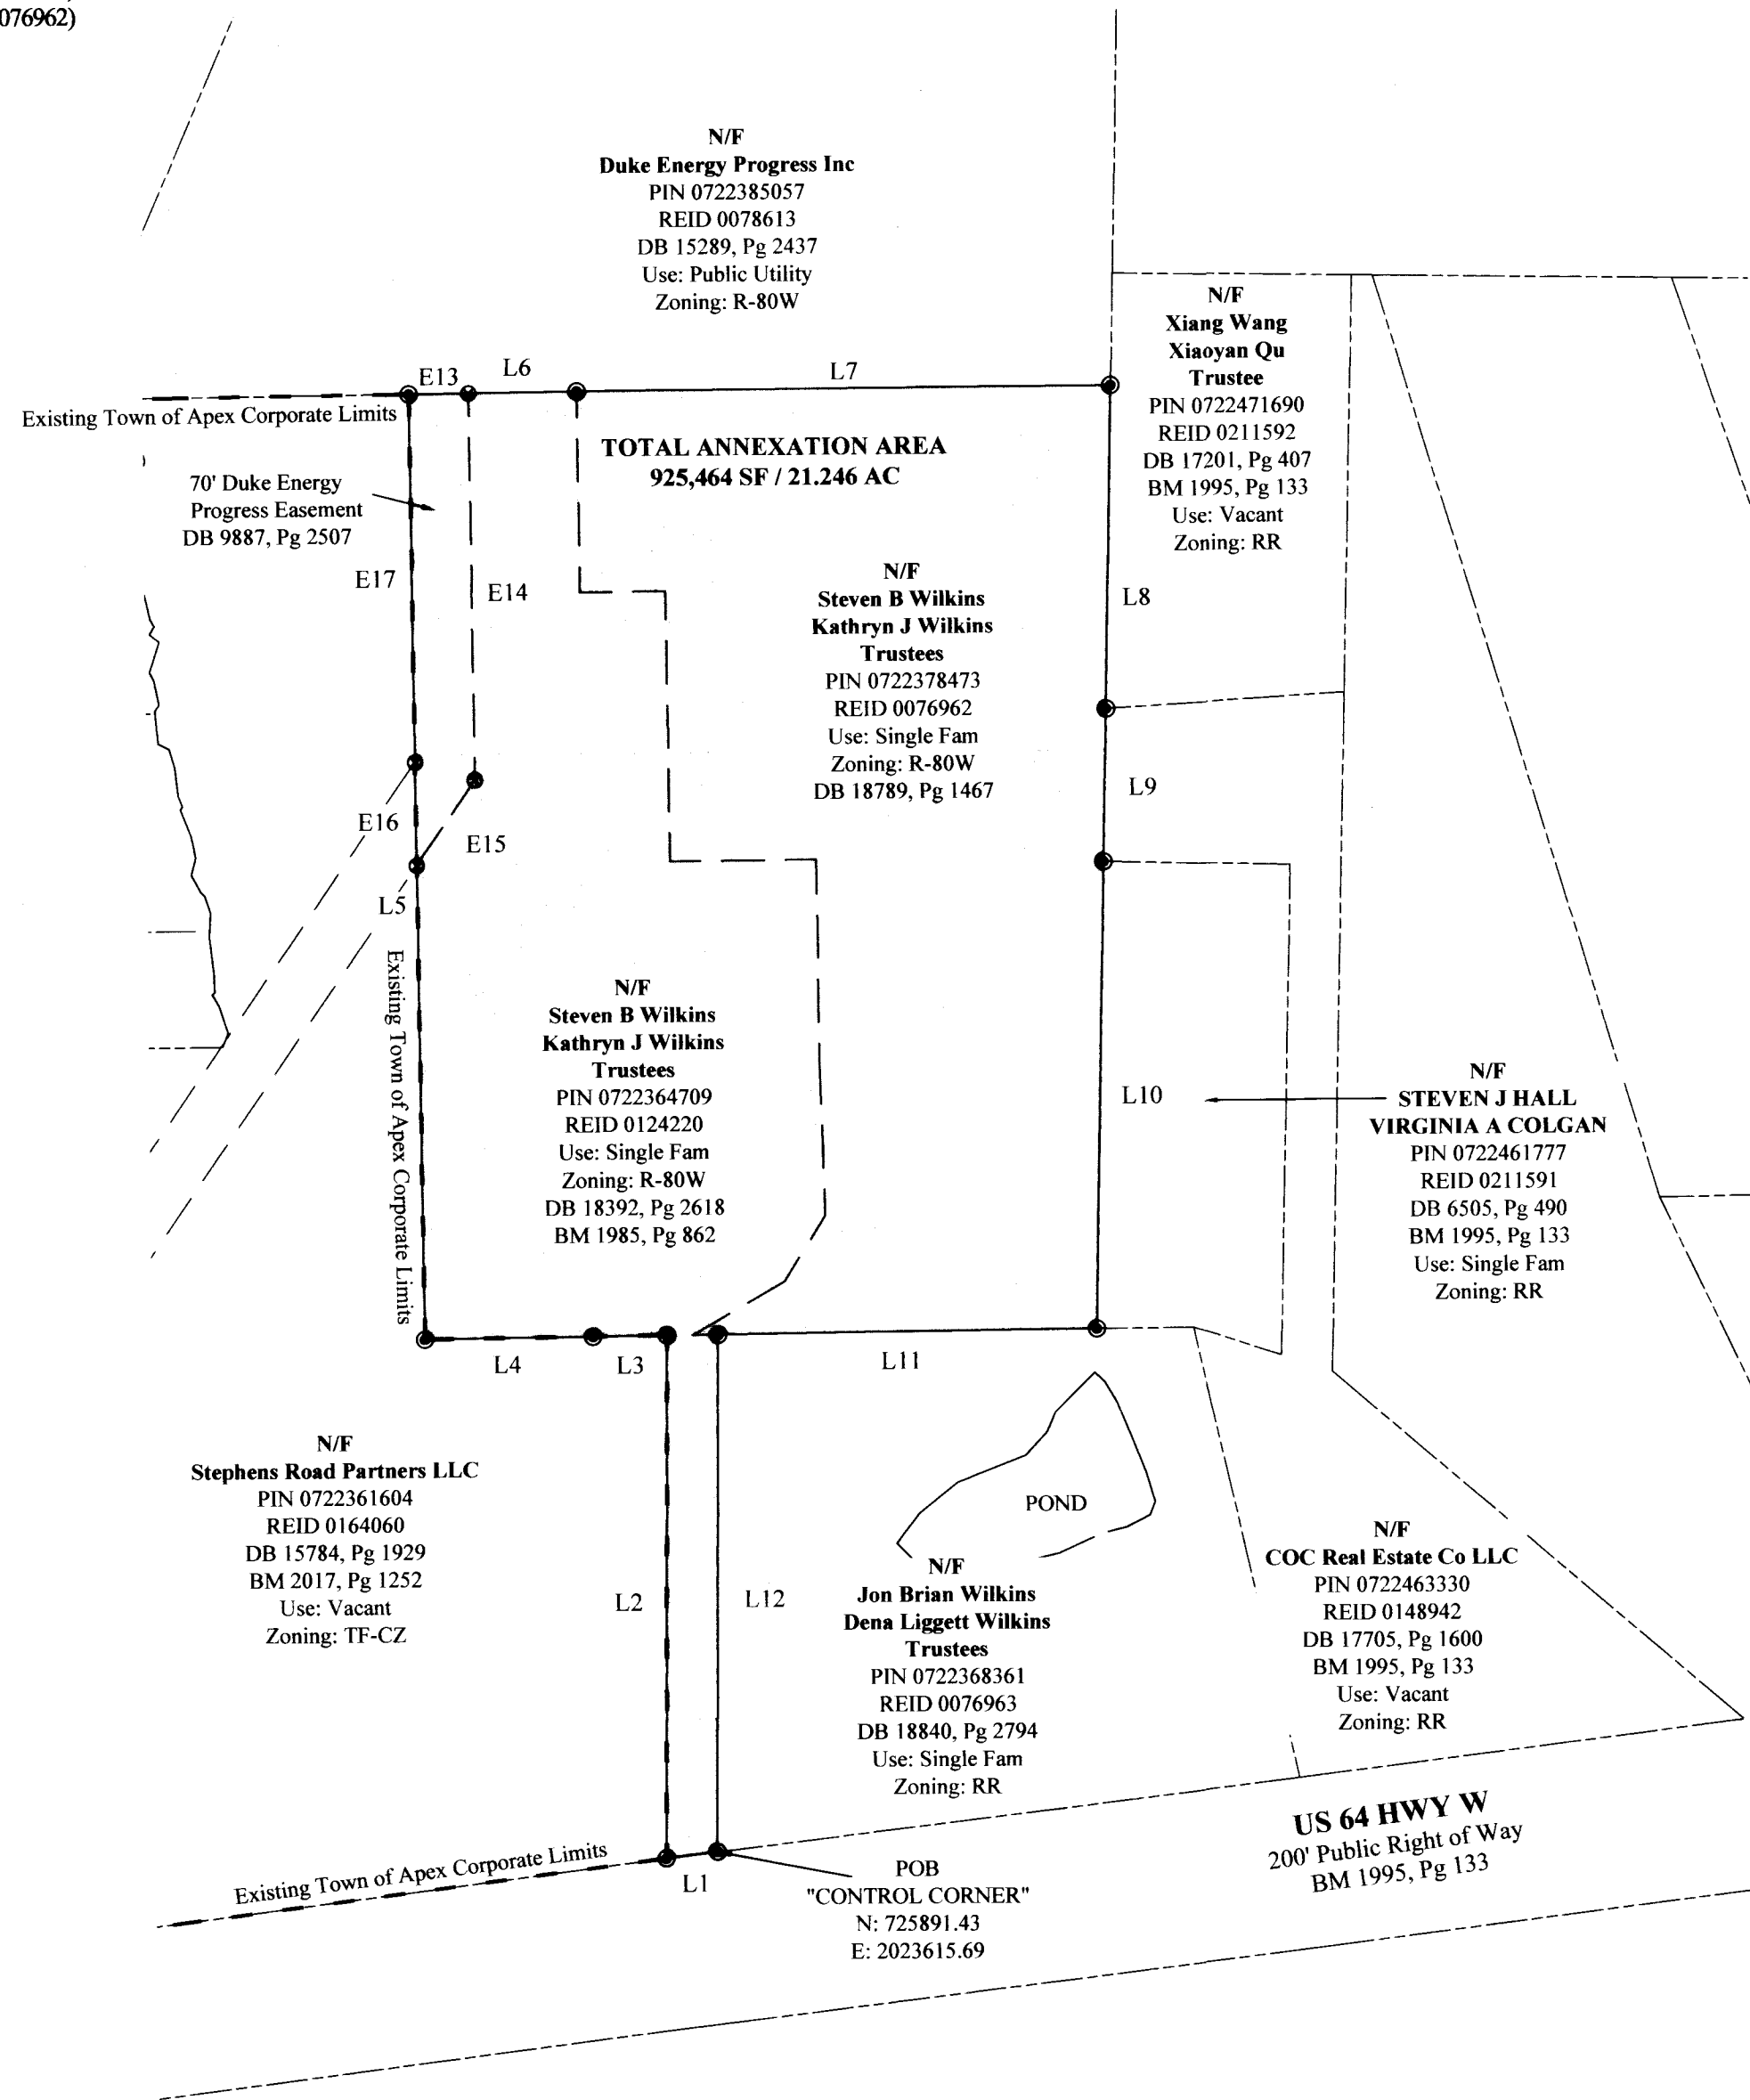 076962)
N/F
Duke Energy Progress Inc
PIN 0722385057
REID 0078613
DB 15289, Pg 2437
Use: Public Utility
Zoning: R-80W
N/F
Xiang Wang
Xiaoyan Qu
Trustee
PIN 0722471690
REID 0211592
DB 17201, Pg 407
BM 1995, Pg 133
Use: Vacant
Zoning: RR
E13
L6
L7
Existing Town of Apex Corporate Limits
TOTAL ANNEXATION AREA
925,464 SF / 21.246 AC
70' Duke Energy
Progress Easement
DB 9887, Pg 2507
E17
E14
N/F
Steven B Wilkins
Kathryn J Wilkins
Trustees
PIN 0722378473
REID 0076962
Use: Single Fam
Zoning: R-80W
DB 18789, Pg 1467
L8
L9
E16
E15
L5
Existing Town of Apex Corporate Limits
N/F
Steven B Wilkins
Kathryn J Wilkins
Trustees
PIN 0722364709
REID 0124220
Use: Single Fam
Zoning: R-80W
DB 18392, Pg 2618
BM 1985, Pg 862
L10
N/F
STEVEN J HALL
VIRGINIA A COLGAN
PIN 0722461777
REID 0211591
DB 6505, Pg 490
BM 1995, Pg 133
Use: Single Fam
Zoning: RR
L4
L3
L11
N/F
Stephens Road Partners LLC
PIN 0722361604
REID 0164060
DB 15784, Pg 1929
BM 2017, Pg 1252
Use: Vacant
Zoning: TF-CZ
L2
L12
POND
N/F
Jon Brian Wilkins
Dena Liggett Wilkins
Trustees
PIN 0722368361
REID 0076963
DB 18840, Pg 2794
Use: Single Fam
Zoning: RR
N/F
COC Real Estate Co LLC
PIN 0722463330
REID 0148942
DB 17705, Pg 1600
BM 1995, Pg 133
Use: Vacant
Zoning: RR
US 64 HWY W
200' Public Right of Way
BM 1995, Pg 133
Existing Town of Apex Corporate Limits
L1
POB
"CONTROL CORNER"
N: 725891.43
E: 2023615.69